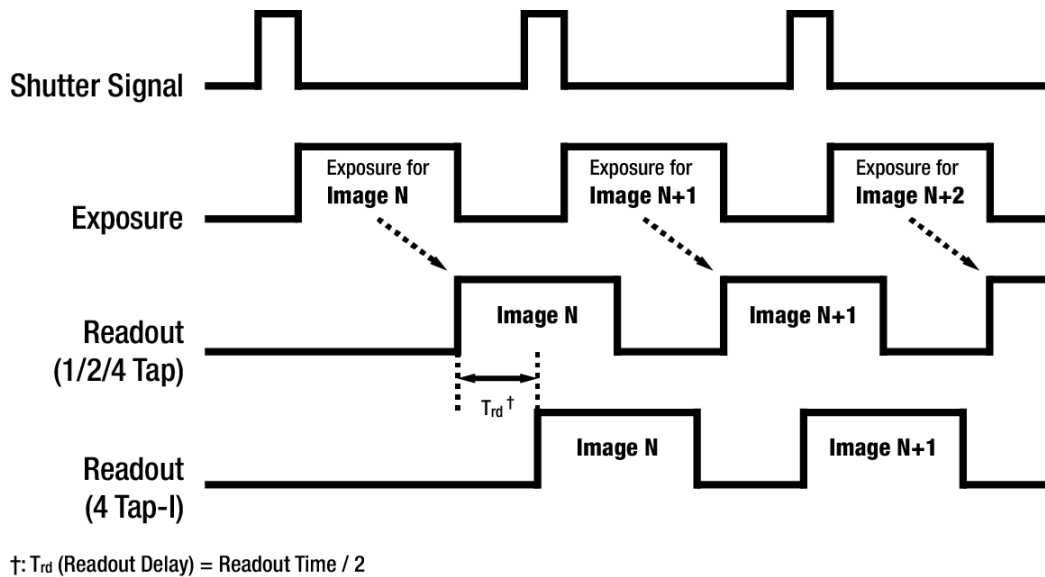 Shutter Signal
Exposure
Exposure for
Image N
Exposure for
Image N+1
Exposure for
Image N+2
Readout
(1/2/4 Tap)
Image N
Image N+1
Trd †
Readout
(4 Tap-I)
Image N
Image N+1
†: Trd (Readout Delay) = Readout Time / 2